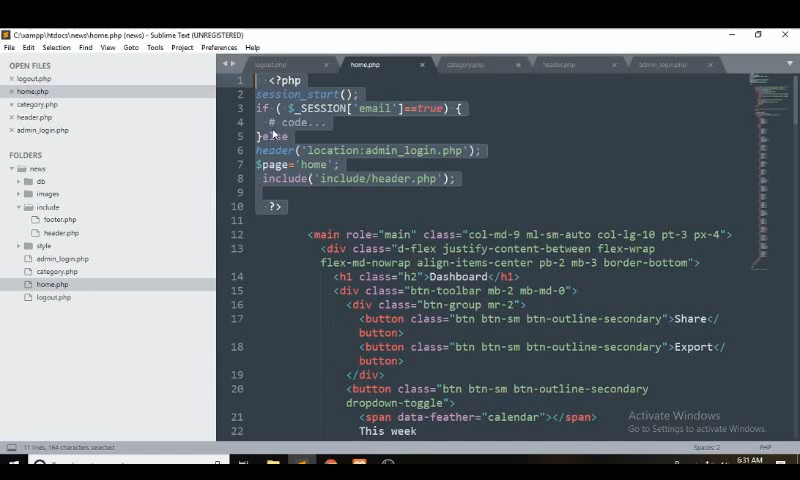 C:\xampp\htdocs\news\home.php (news) - Sublime Text (UNREGISTERED)
File Edit Selection Find View Goto Tools Project Preferences Help
OPEN FILES
logout.php
home.php
category.php
header.php
admin_login.php
FOLDERS
news
db
images
include
footer.php
header.php
style
admin_login.php
category.php
home.php
logout.php
logout.php home.php category.php header.php admin_login.php
1 <?php
2 session_start();
3 if ( $_SESSION['email']==true) {
4 # code...
5 }else
6 header('location:admin_login.php');
7 $page='home';
8 include('include/header.php');
9
10 ?>
11
12 <main role="main" class="col-md-9 ml-sm-auto col-lg-10 pt-3 px-4">
13 <div class="d-flex justify-content-between flex-wrap
flex-md-nowrap align-items-center pb-2 mb-3 border-bottom">
14 <h1 class="h2">Dashboard</h1>
15 <div class="btn-toolbar mb-2 mb-md-0">
16 <div class="btn-group mr-2">
17 <button class="btn btn-sm btn-outline-secondary">Share</
button>
18 <button class="btn btn-sm btn-outline-secondary">Export</
button>
19 </div>
20 <button class="btn btn-sm btn-outline-secondary
dropdown-toggle">
21 <span data-feather="calendar"></span>
22 This week
Activate Windows
Go to Settings to activate Windows.
11 lines, 164 characters selected
Spaces: 2
PHP
6:31 AM